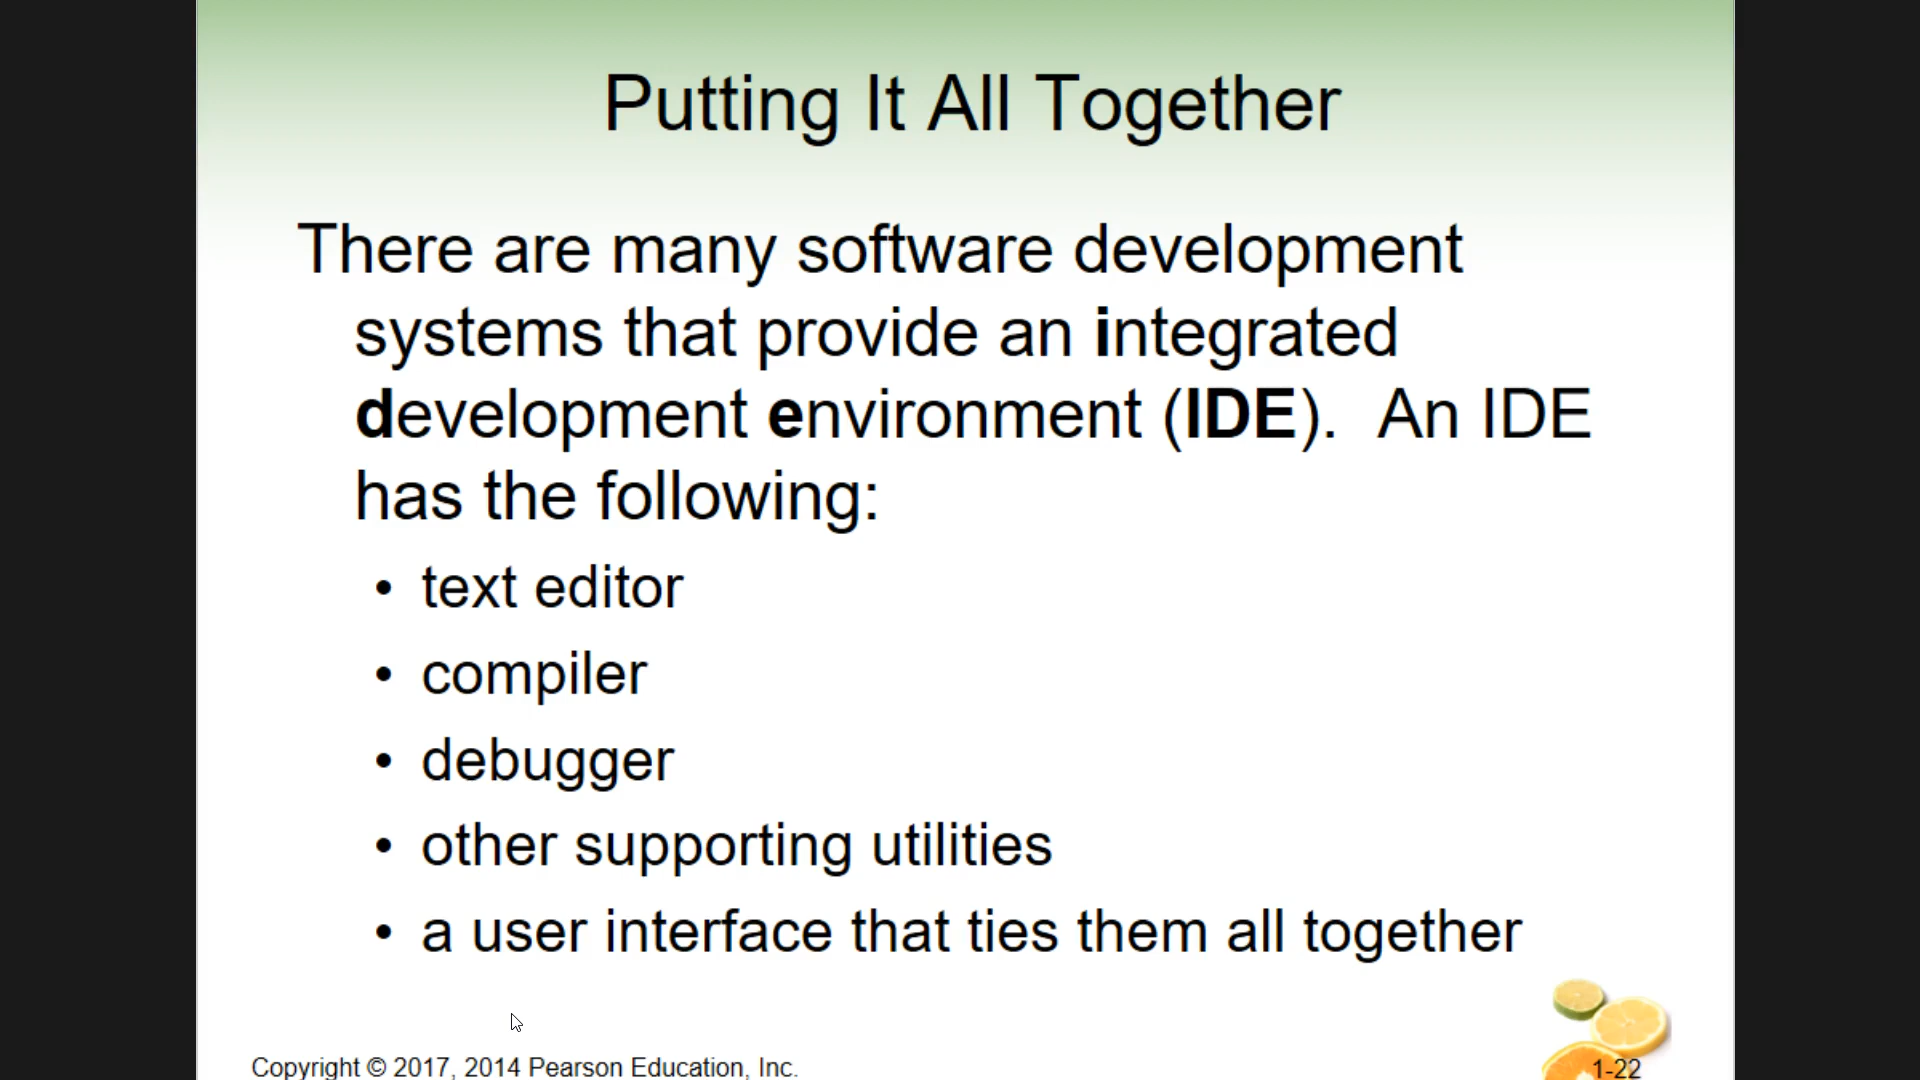 Putting It All Together
There are many software development
systems that provide an integrated
development environment (IDE).  An IDE
has the following:
• text editor
• compiler
• debugger
• other supporting utilities
• a user interface that ties them all together
Copyright © 2017, 2014 Pearson Education, Inc.
1-22